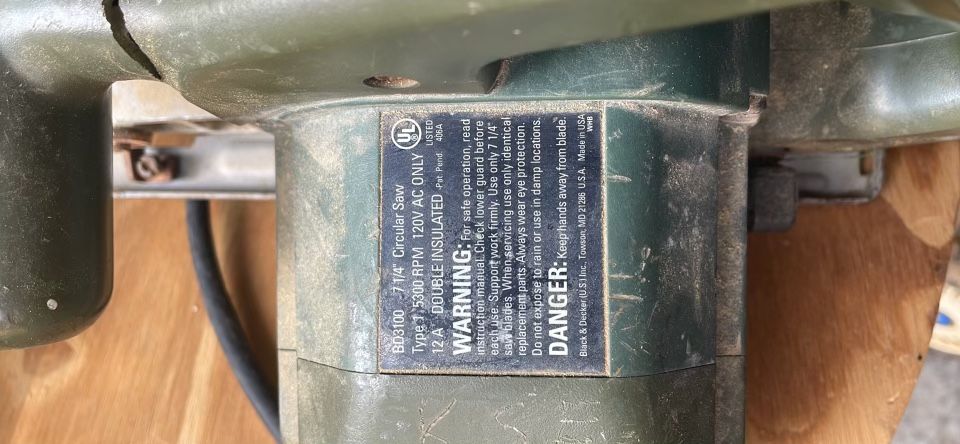 BD3100 7 1/4" Circular Saw
Type 1 5300 RPM 120V AC ONLY
12 A DOUBLE INSULATED Pat. Pend.
UL ®
LISTED
406A
WARNING: For safe operation, read
instruction manual. Check lower guard before
each use. Support work firmly. Use only 7 1/4"
saw blades. When servicing use only identical
replacement parts. Always wear eye protection.
Do not expose to rain or use in damp locations.
DANGER: Keep hands away from blade.
Black & Decker (U.S.) Inc., Towson, MD 21286 U.S.A. Made in USA
WHB